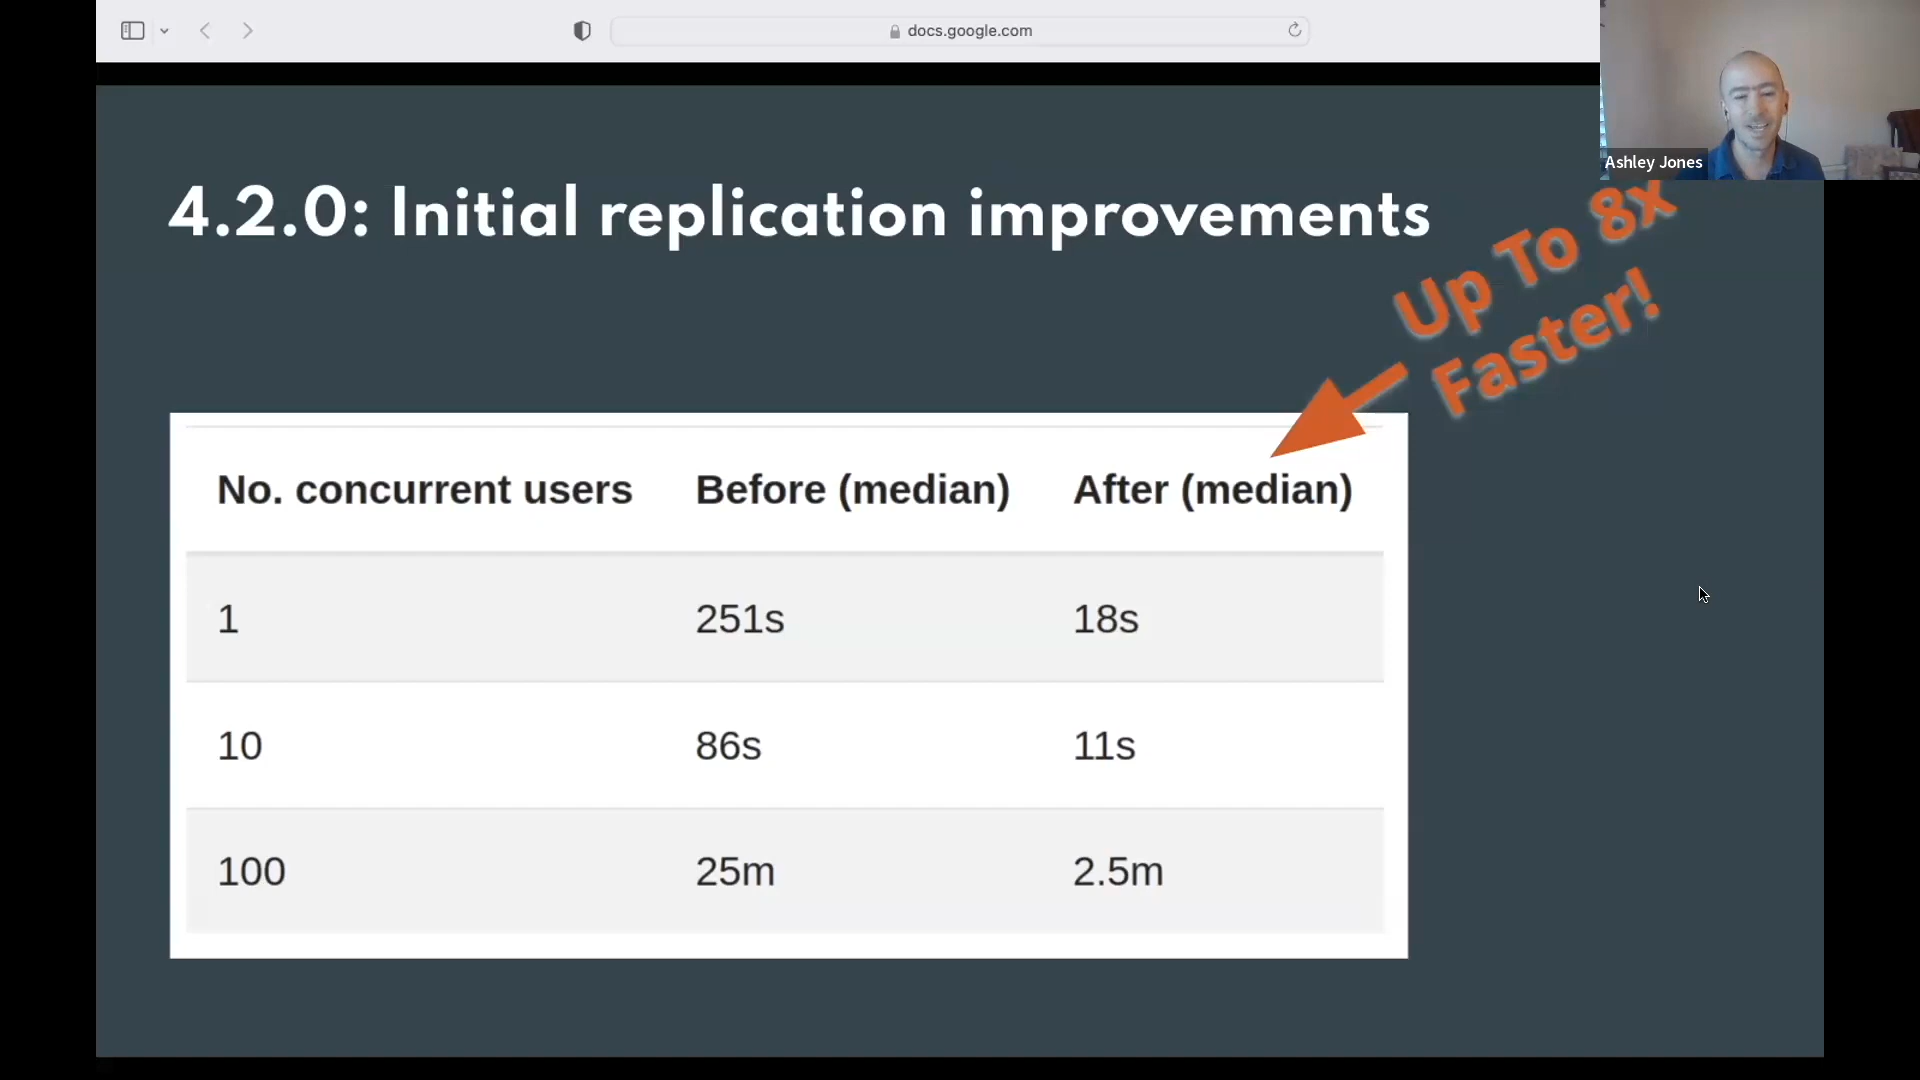 docs.google.com
Ashley Jones
4.2.0: Initial replication improvements
Up To 8x
Faster!
No. concurrent users Before (median) After (median)
1 251s 18s
10 86s 11s
100 25m 2.5m